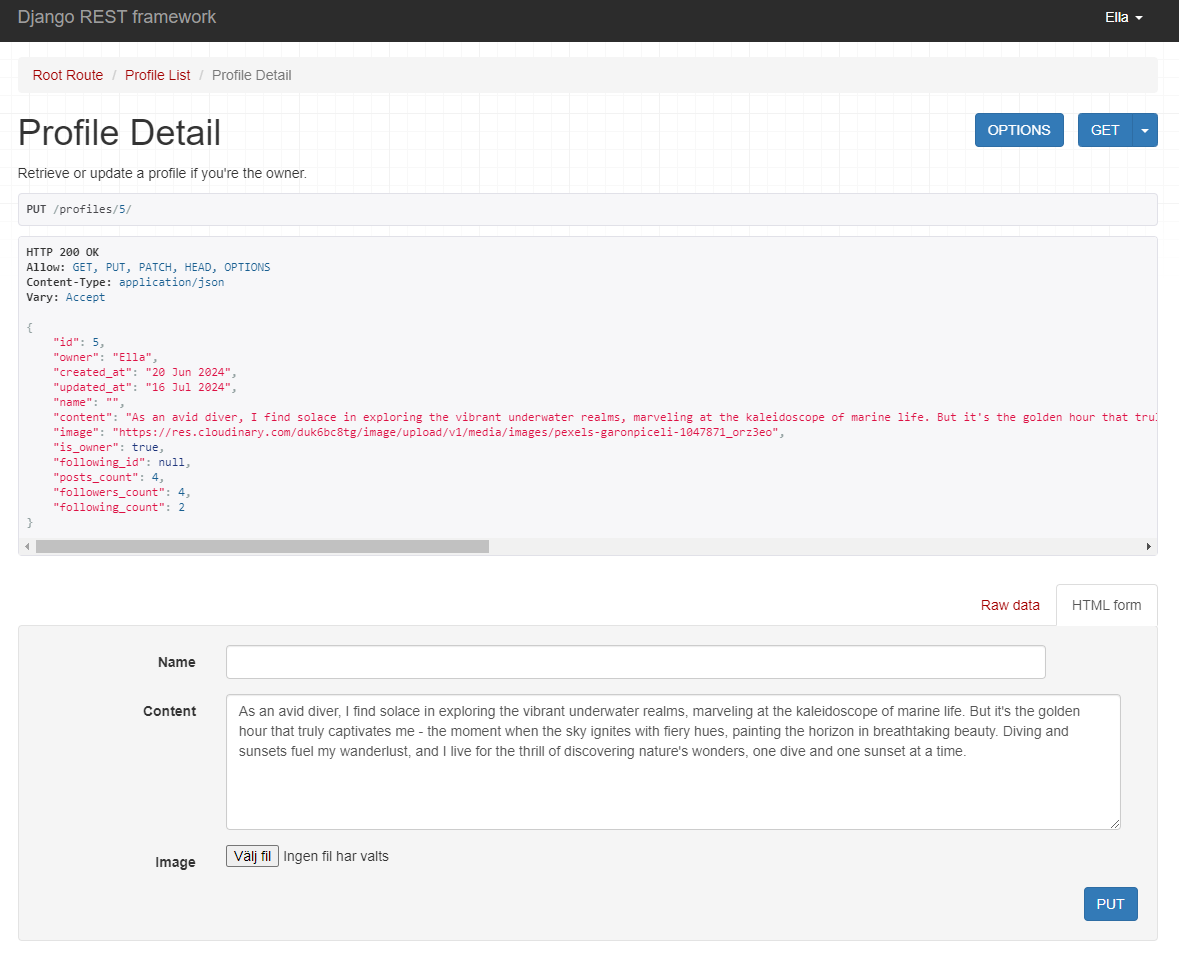 Django REST framework
Ella
Root Route / Profile List / Profile Detail
Profile Detail
OPTIONS
GET
Retrieve or update a profile if you're the owner.
PUT /profiles/5/
HTTP 200 OK
Allow: GET, PUT, PATCH, HEAD, OPTIONS
Content-Type: application/json
Vary: Accept
{
"id": 5,
"owner": "Ella",
"created_at": "20 Jun 2024",
"updated_at": "16 Jul 2024",
"name": "",
"content": "As an avid diver, I find solace in exploring the vibrant underwater realms, marveling at the kaleidoscope of marine life. But it's the golden hour that trul
"image": "https://res.cloudinary.com/duk6bc8tg/image/upload/v1/media/images/pexels-garonpiceli-1047871_orz3eo",
"is_owner": true,
"following_id": null,
"posts_count": 4,
"followers_count": 4,
"following_count": 2
}
Raw data
HTML form
Name
Content
As an avid diver, I find solace in exploring the vibrant underwater realms, marveling at the kaleidoscope of marine life. But it's the golden
hour that truly captivates me - the moment when the sky ignites with fiery hues, painting the horizon in breathtaking beauty. Diving and
sunsets fuel my wanderlust, and I live for the thrill of discovering nature's wonders, one dive and one sunset at a time.
Image
Välj fil Ingen fil har valts
PUT